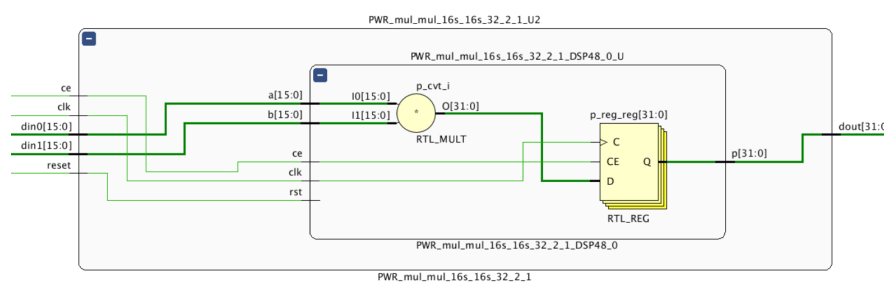 PWR_mul_mul_16s_16s_32_2_1_U2
PWR_mul_mul_16s_16s_32_2_1_DSP48_0_U
ce
clk
din0[15:0]
din1[15:0]
reset
a[15:0]
b[15:0]
ce
clk
rst
I0[15:0]
I1[15:0]
p_cvt_i
*
O[31:0]
RTL_MULT
p_reg_reg[31:0]
C
CE
D
Q
RTL_REG
p[31:0]
dout[31:0
PWR_mul_mul_16s_16s_32_2_1_DSP48_0
PWR_mul_mul_16s_16s_32_2_1